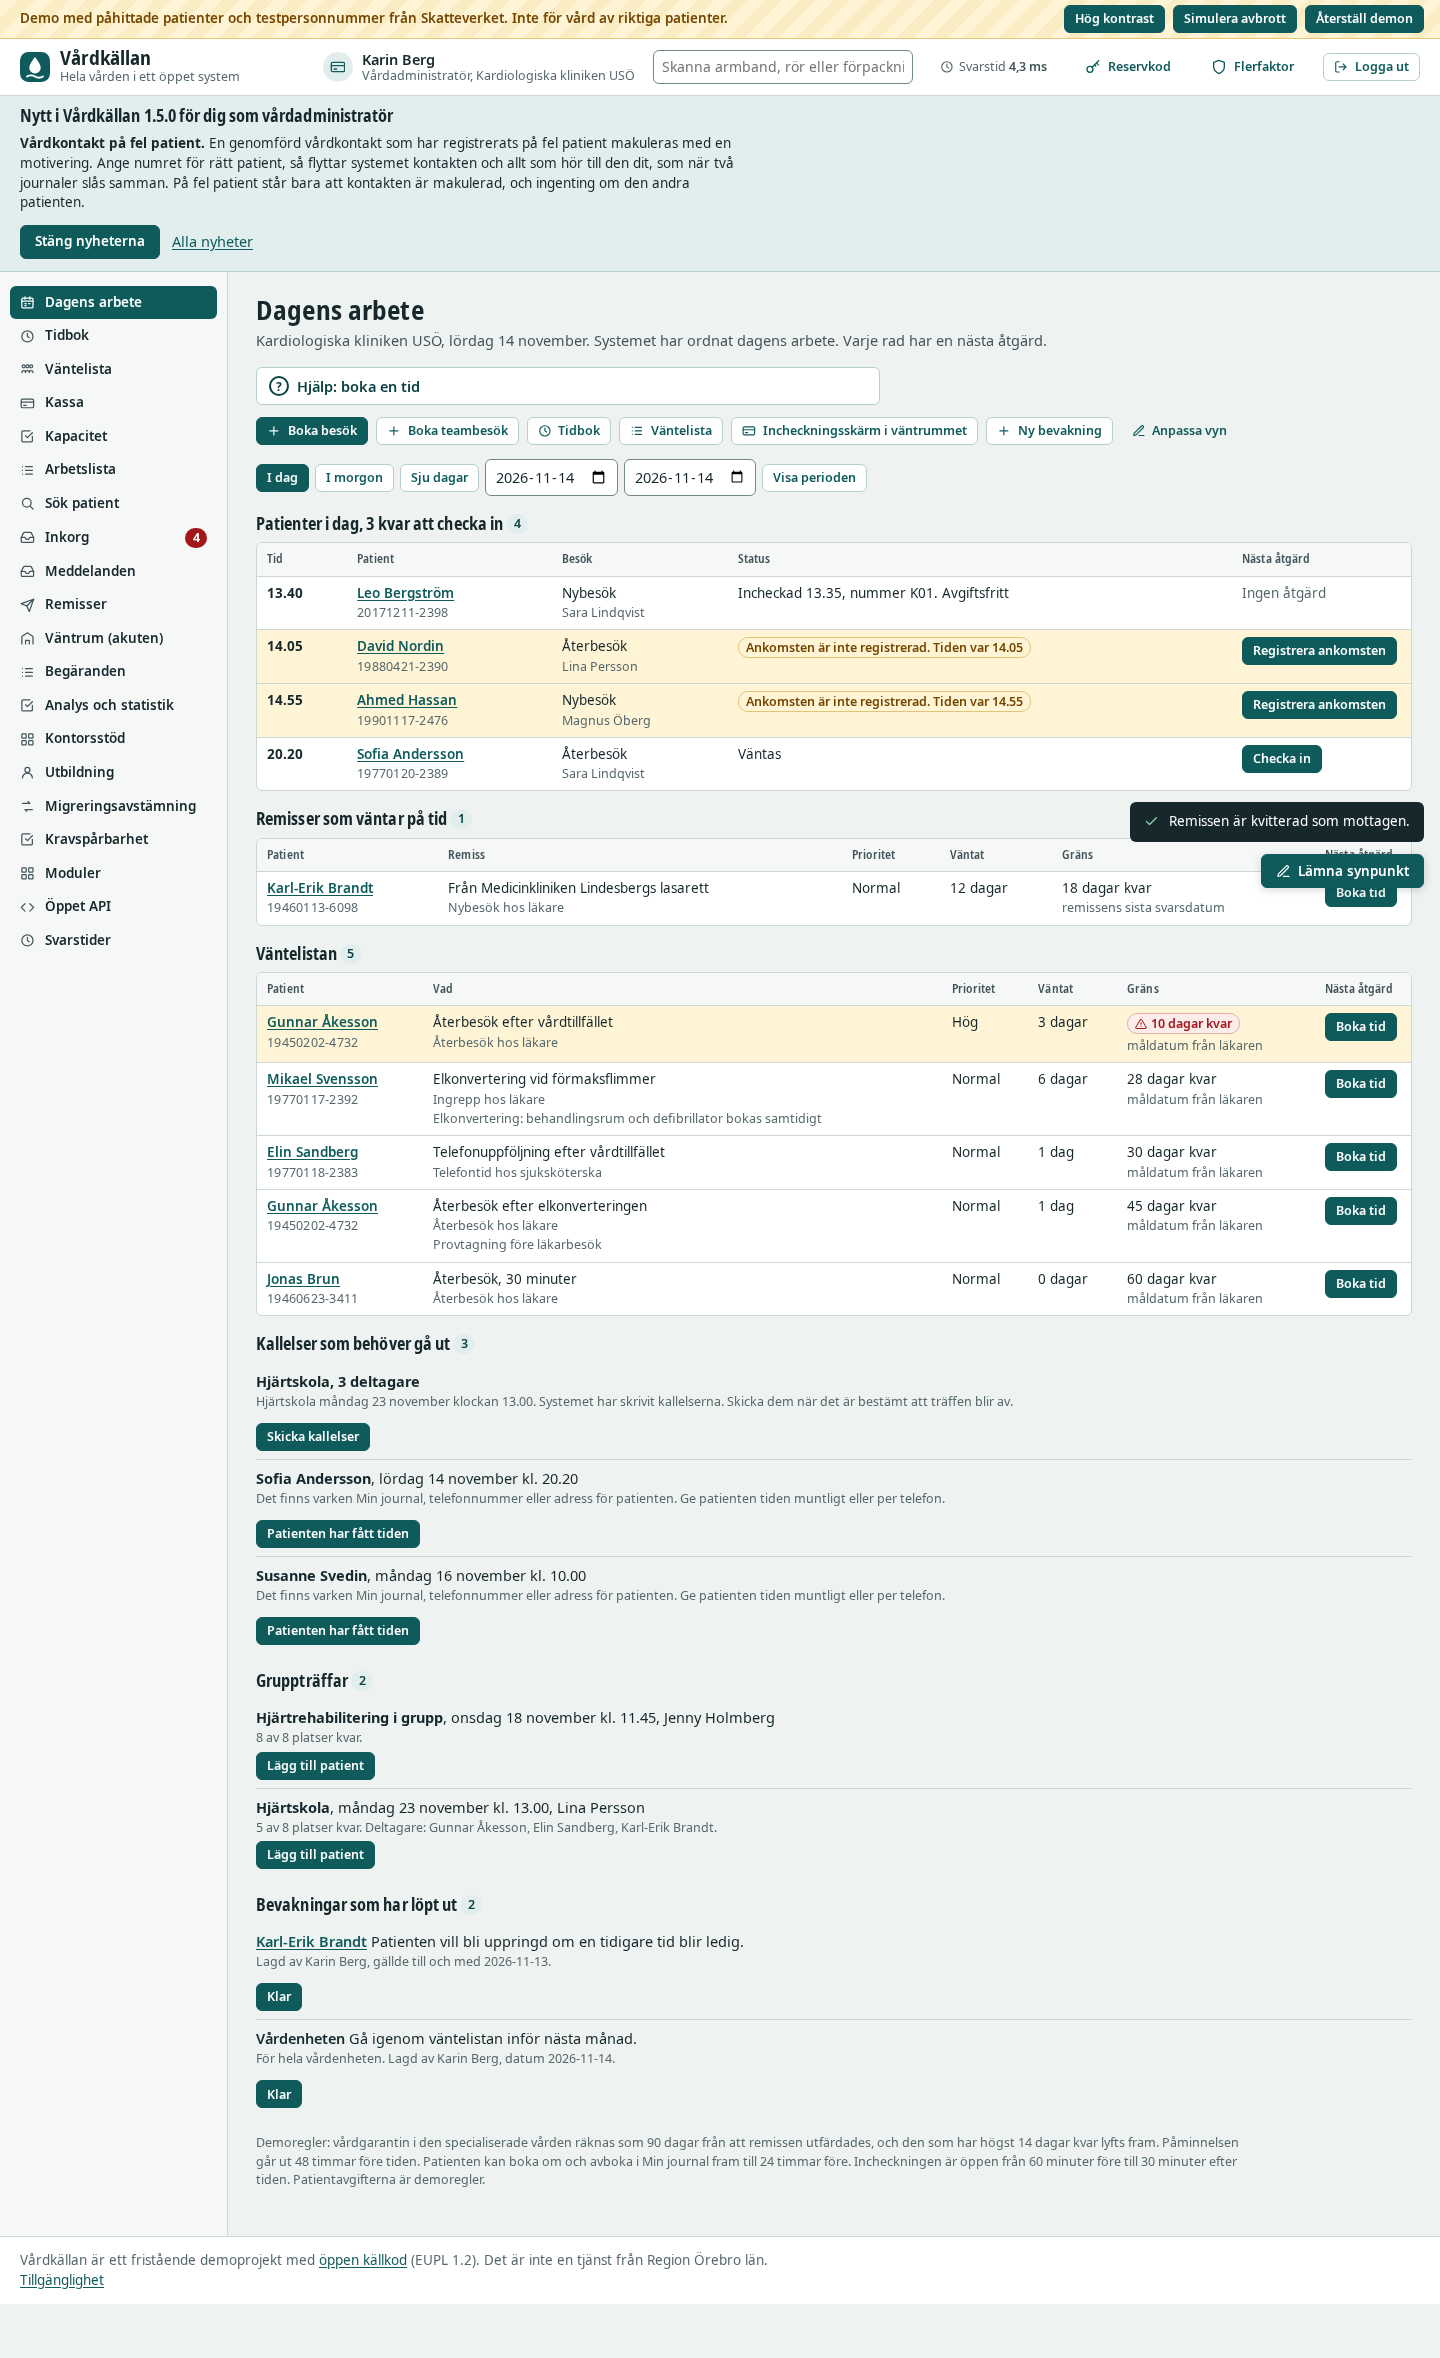 Demo med påhittade patienter och testpersonnummer från Skatteverket. Inte för vård av riktiga patienter.
Hög kontrast
Simulera avbrott
Återställ demon
Vårdkällan
Hela vården i ett öppet system
Karin Berg
Vårdadministratör, Kardiologiska kliniken USÖ
Skanna armband, rör eller förpackni
Svarstid 4,3 ms
Reservkod
Flerfaktor
Logga ut
Nytt i Vårdkällan 1.5.0 för dig som vårdadministratör
Vårdkontakt på fel patient. En genomförd vårdkontakt som har registrerats på fel patient makuleras med en
motivering. Ange numret för rätt patient, så flyttar systemet kontakten och allt som hör till den dit, som när två
journaler slås samman. På fel patient står bara att kontakten är makulerad, och ingenting om den andra
patienten.
Stäng nyheterna
Alla nyheter
Dagens arbete
Tidbok
Väntelista
Kassa
Kapacitet
Arbetslista
Sök patient
Inkorg 4
Meddelanden
Remisser
Väntrum (akuten)
Begäranden
Analys och statistik
Kontorsstöd
Utbildning
Migreringsavstämning
Kravspårbarhet
Moduler
Öppet API
Svarstider
Dagens arbete
Kardiologiska kliniken USÖ, lördag 14 november. Systemet har ordnat dagens arbete. Varje rad har en nästa åtgärd.
? Hjälp: boka en tid
Boka besök
Boka teambesök
Tidbok
Väntelista
Incheckningsskärm i väntrummet
Ny bevakning
Anpassa vyn
I dag
I morgon
Sju dagar
2026-11-14
2026-11-14
Visa perioden
Patienter i dag, 3 kvar att checka in 4
Tid Patient Besök Status Nästa åtgärd
13.40 Leo Bergström Nybesök Incheckad 13.35, nummer K01. Avgiftsfritt Ingen åtgärd
20171211-2398 Sara Lindqvist
14.05 David Nordin Återbesök Ankomsten är inte registrerad. Tiden var 14.05 Registrera ankomsten
19880421-2390 Lina Persson
14.55 Ahmed Hassan Nybesök Ankomsten är inte registrerad. Tiden var 14.55 Registrera ankomsten
19901117-2476 Magnus Öberg
20.20 Sofia Andersson Återbesök Väntas Checka in
19770120-2389 Sara Lindqvist
Remisser som väntar på tid 1
Remissen är kvitterad som mottagen.
Patient Remiss Prioritet Väntat Gräns Nästa åtgärd
Lämna synpunkt
Karl-Erik Brandt Från Medicinkliniken Lindesbergs lasarett Normal 12 dagar 18 dagar kvar Boka tid
19460113-6098 Nybesök hos läkare remissens sista svarsdatum
Väntelistan 5
Patient Vad Prioritet Väntat Gräns Nästa åtgärd
Gunnar Åkesson Återbesök efter vårdtillfället Hög 3 dagar 10 dagar kvar Boka tid
19450202-4732 Återbesök hos läkare måldatum från läkaren
Mikael Svensson Elkonvertering vid förmaksflimmer Normal 6 dagar 28 dagar kvar Boka tid
19770117-2392 Ingrepp hos läkare måldatum från läkaren
Elkonvertering: behandlingsrum och defibrillator bokas samtidigt
Elin Sandberg Telefonuppföljning efter vårdtillfället Normal 1 dag 30 dagar kvar Boka tid
19770118-2383 Telefontid hos sjuksköterska måldatum från läkaren
Gunnar Åkesson Återbesök efter elkonverteringen Normal 1 dag 45 dagar kvar Boka tid
19450202-4732 Återbesök hos läkare måldatum från läkaren
Provtagning före läkarbesök
Jonas Brun Återbesök, 30 minuter Normal 0 dagar 60 dagar kvar Boka tid
19460623-3411 Återbesök hos läkare måldatum från läkaren
Kallelser som behöver gå ut 3
Hjärtskola, 3 deltagare
Hjärtskola måndag 23 november klockan 13.00. Systemet har skrivit kallelserna. Skicka dem när det är bestämt att träffen blir av.
Skicka kallelser
Sofia Andersson, lördag 14 november kl. 20.20
Det finns varken Min journal, telefonnummer eller adress för patienten. Ge patienten tiden muntligt eller per telefon.
Patienten har fått tiden
Susanne Svedin, måndag 16 november kl. 10.00
Det finns varken Min journal, telefonnummer eller adress för patienten. Ge patienten tiden muntligt eller per telefon.
Patienten har fått tiden
Gruppträffar 2
Hjärtrehabilitering i grupp, onsdag 18 november kl. 11.45, Jenny Holmberg
8 av 8 platser kvar.
Lägg till patient
Hjärtskola, måndag 23 november kl. 13.00, Lina Persson
5 av 8 platser kvar. Deltagare: Gunnar Åkesson, Elin Sandberg, Karl-Erik Brandt.
Lägg till patient
Bevakningar som har löpt ut 2
Karl-Erik Brandt Patienten vill bli uppringd om en tidigare tid blir ledig.
Lagd av Karin Berg, gällde till och med 2026-11-13.
Klar
Vårdenheten Gå igenom väntelistan inför nästa månad.
För hela vårdenheten. Lagd av Karin Berg, datum 2026-11-14.
Klar
Demoregler: vårdgarantin i den specialiserade vården räknas som 90 dagar från att remissen utfärdades, och den som har högst 14 dagar kvar lyfts fram. Påminnelsen
går ut 48 timmar före tiden. Patienten kan boka om och avboka i Min journal fram till 24 timmar före. Incheckningen är öppen från 60 minuter före till 30 minuter efter
tiden. Patientavgifterna är demoregler.
Vårdkällan är ett fristående demoprojekt med öppen källkod (EUPL 1.2). Det är inte en tjänst från Region Örebro län.
Tillgänglighet